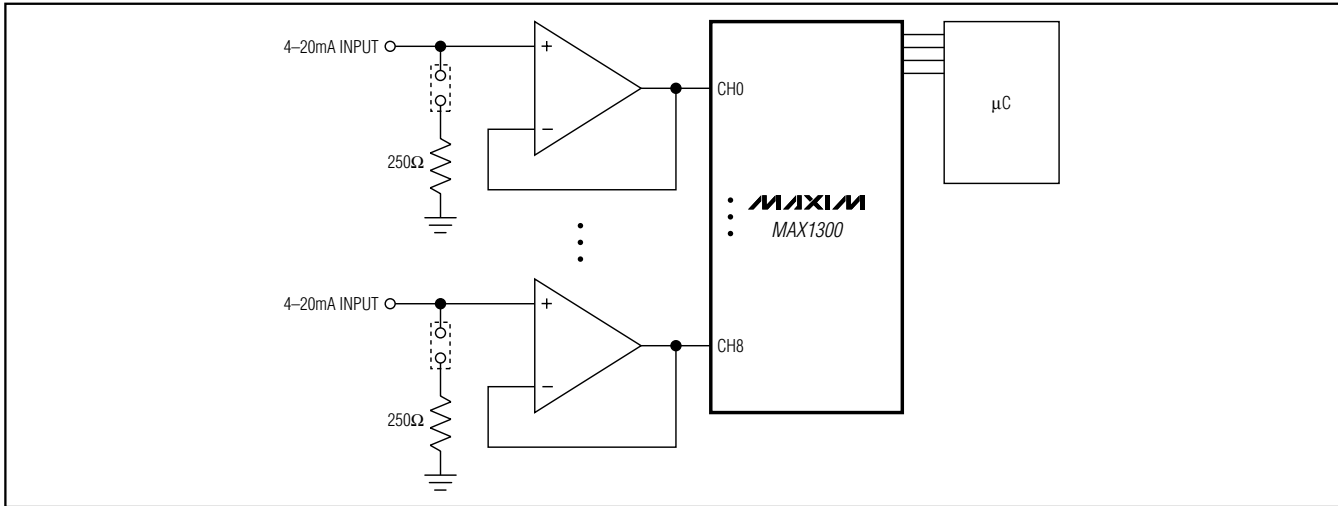 4–20mA INPUT
+
–
250Ω
CH0
MAXIM
MAX1300
µC
4–20mA INPUT
+
–
250Ω
CH8